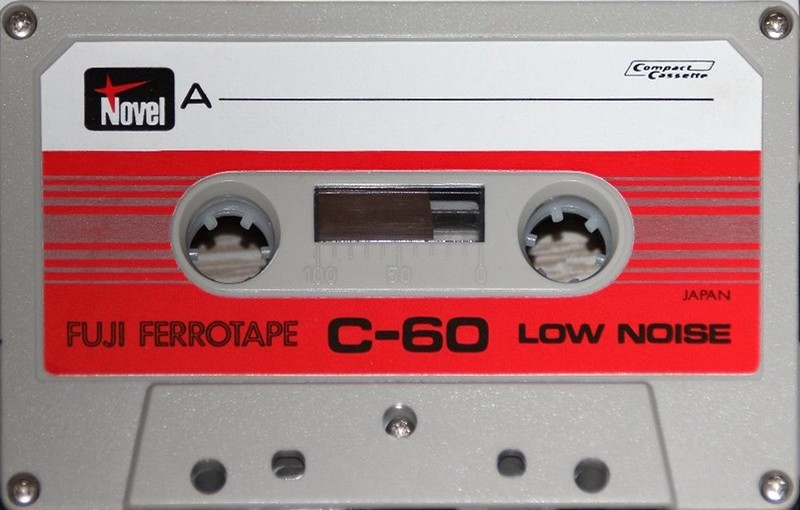 Novel
A
Compact
Cassette
100 50 0
JAPAN
FUJI FERROTAPE C-60 LOW NOISE